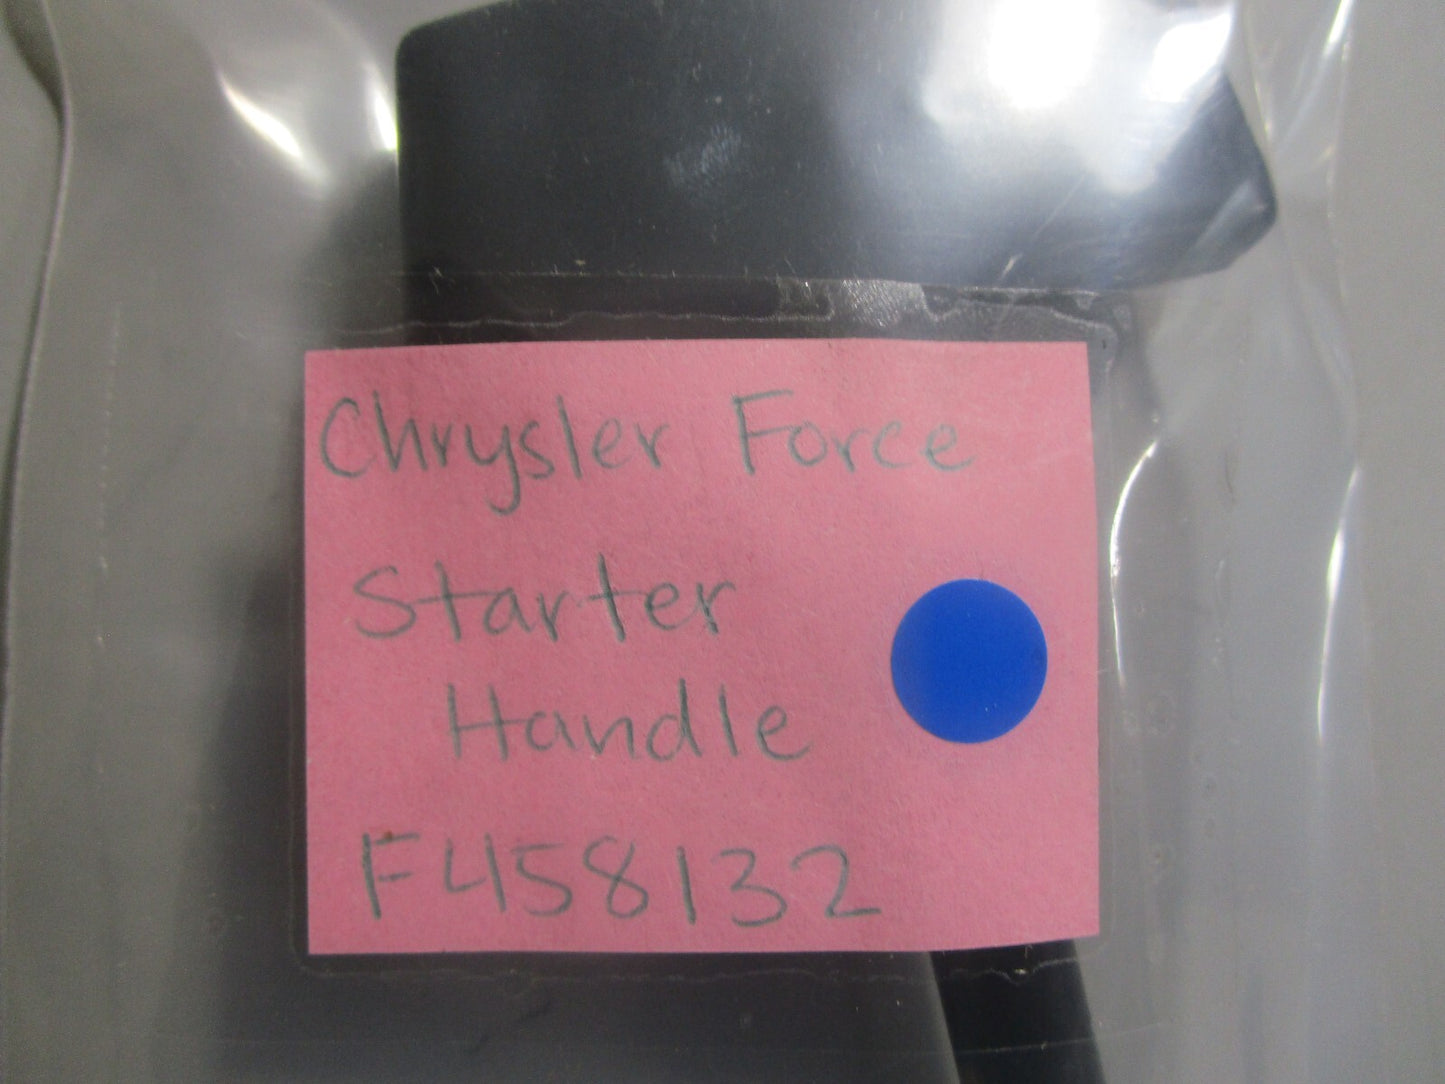 Chrysler Force
Starter
Handle
F458132